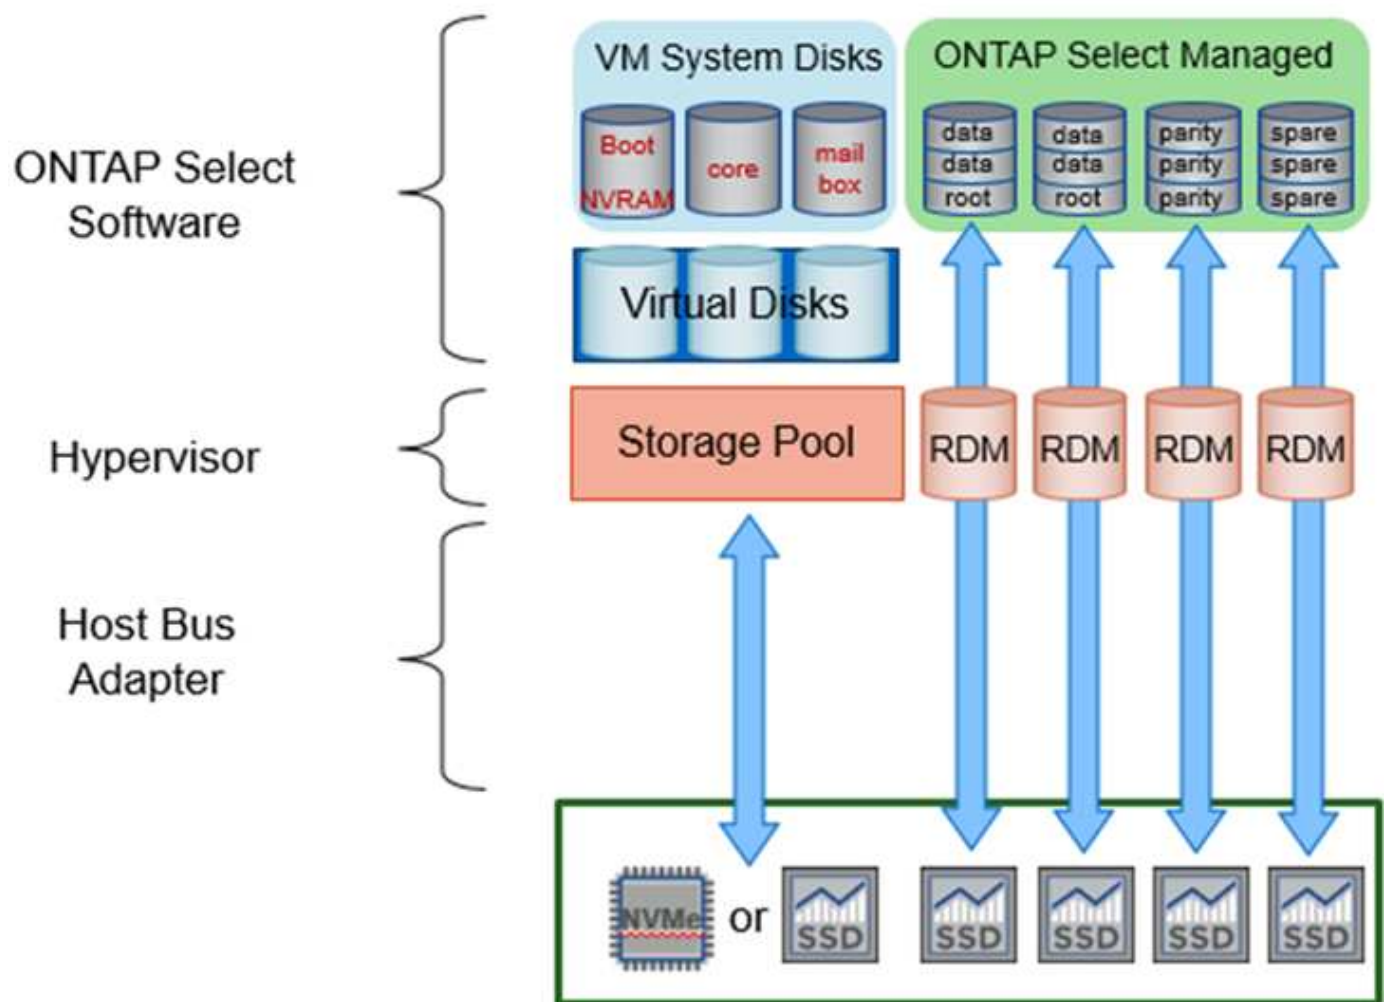 VM System Disks
ONTAP Select Managed
Boot
NVRAM
core
mail
box
data
data
root
data
data
root
parity
parity
parity
spare
spare
spare
ONTAP Select
Software
Virtual Disks
Hypervisor
Storage Pool
RDM
RDM
RDM
RDM
Host Bus
Adapter
NVMe
or
SSD
SSD
SSD
SSD
SSD